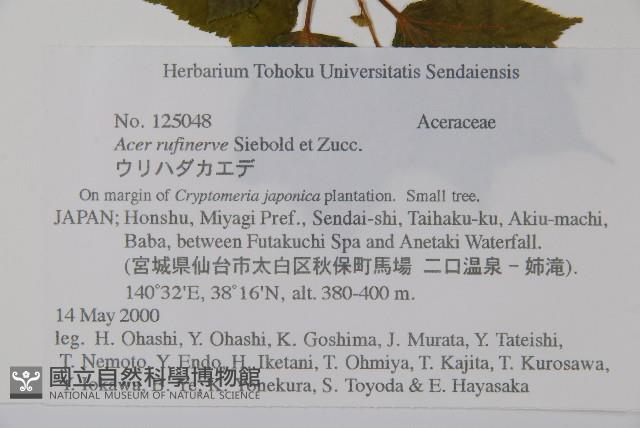 Herbarium Tohoku Universitatis Sendaiensis
No. 125048 Aceraceae
Acer rufinerve Siebold et Zucc.
ウリハダカエデ
On margin of Cryptomeria japonica plantation. Small tree.
JAPAN; Honshu, Miyagi Pref., Sendai-shi, Taihaku-ku, Akiu-machi,
Baba, between Futakuchi Spa and Anetaki Waterfall.
(宮城県仙台市太白区秋保町馬場 二口温泉－姉滝).
140°32'E, 38°16'N, alt. 380-400 m.
14 May 2000
leg. H. Ohashi, Y. Ohashi, K. Goshima, J. Murata, Y. Tateishi,
T. Nemoto, Y. Endo, H. Iketani, T. Ohmiya, T. Kajita, T. Kurosawa,
S. Toyoda & E. Hayasaka
國立自然科學博物館
NATIONAL MUSEUM OF NATURAL SCIENCE